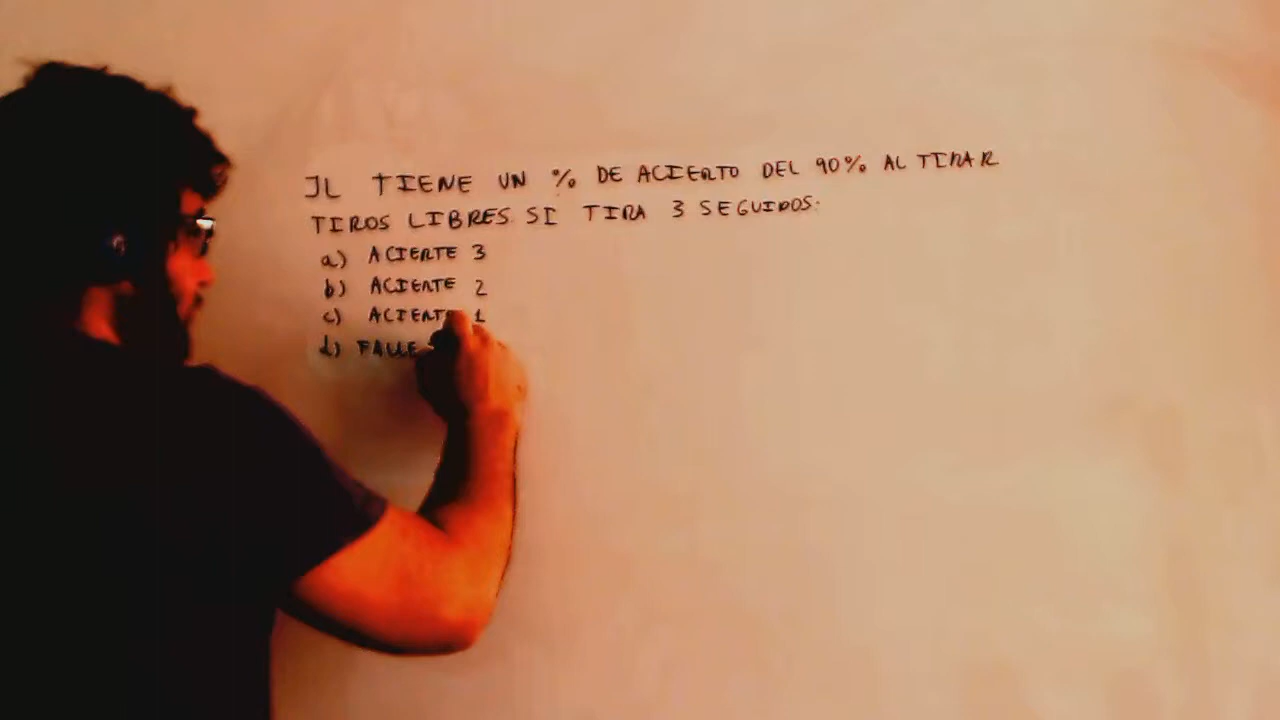 JL TIENE UN % DE ACIERTO DEL 90% AL TIRAR
TIROS LIBRES. SI TIRA 3 SEGUIDOS:
a) ACIERTE 3
b) ACIERTE 2
c) ACIERTE 1
d) FALLE